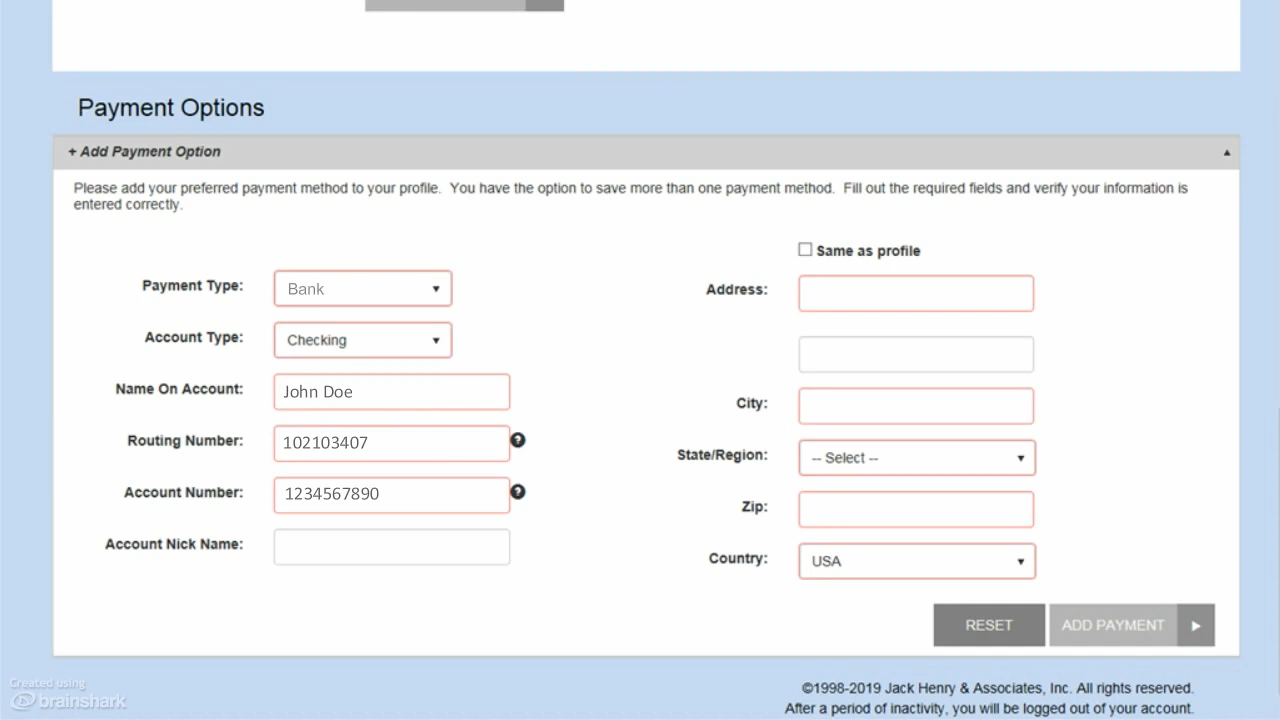 Payment Options
+ Add Payment Option
Please add your preferred payment method to your profile. You have the option to save more than one payment method. Fill out the required fields and verify your information is
entered correctly.
Same as profile
Payment Type: Bank
Address:
Account Type: Checking
Name On Account: John Doe
City:
Routing Number: 102103407
State/Region: -- Select --
Account Number: 1234567890
Zip:
Account Nick Name:
Country: USA
RESET ADD PAYMENT
©1998-2019 Jack Henry & Associates, Inc. All rights reserved.
After a period of inactivity, you will be logged out of your account.
Created using
brainshark